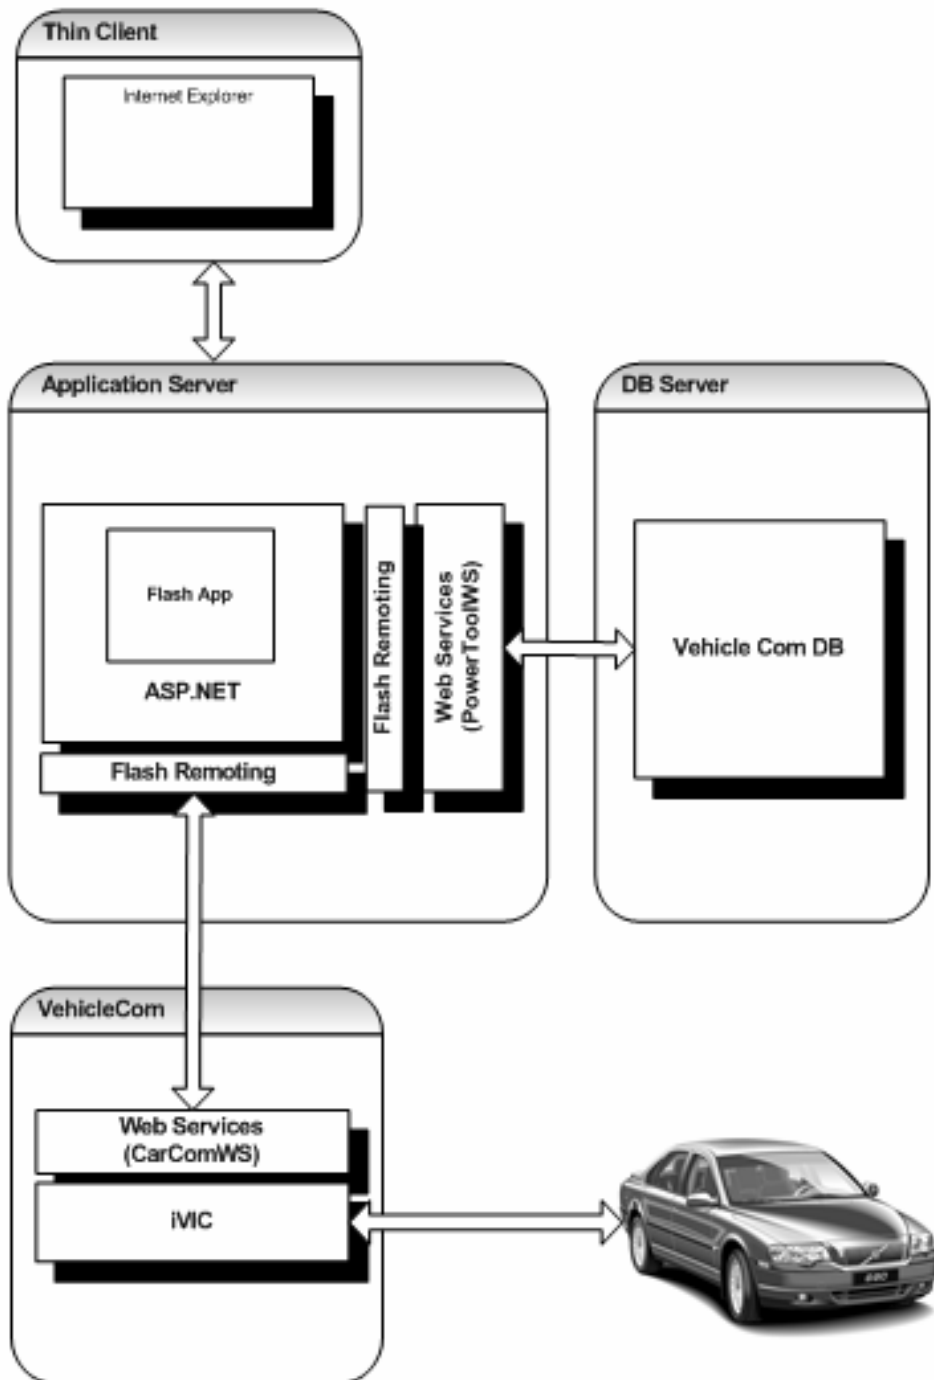 Thin Client
Internet Explorer
Application Server
DB Server
Flash App
ASP.NET
Flash Remoting
Flash Remoting
Web Services
(PowerToolWS)
Vehicle Com DB
VehicleCom
Web Services
(CarComWS)
iVIC
S80